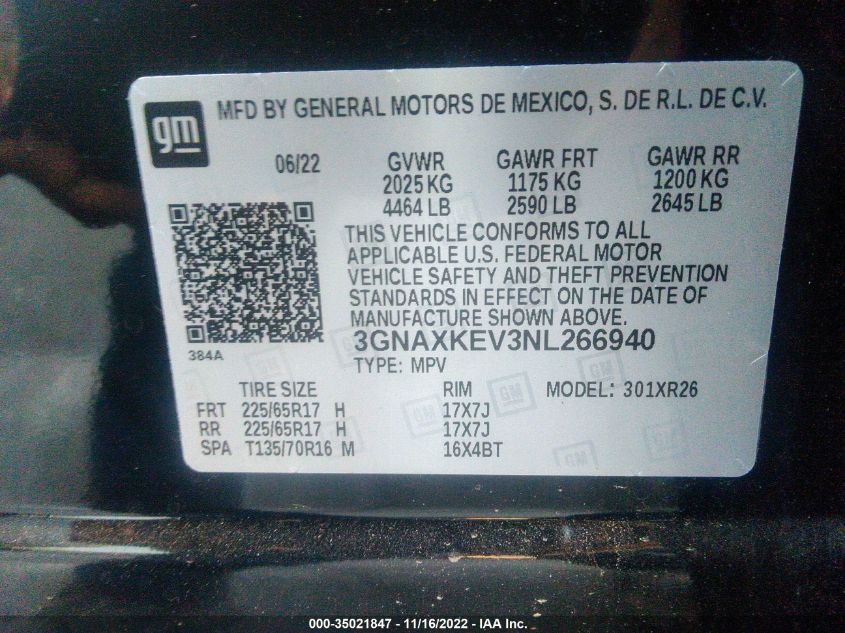 gm
MFD BY GENERAL MOTORS DE MEXICO, S. DE R.L. DE C.V.
06/22 GVWR GAWR FRT GAWR RR
2025 KG 1175 KG 1200 KG
4464 LB 2590 LB 2645 LB
THIS VEHICLE CONFORMS TO ALL
APPLICABLE U.S. FEDERAL MOTOR
VEHICLE SAFETY AND THEFT PREVENTION
STANDARDS IN EFFECT ON THE DATE OF
MANUFACTURE SHOWN ABOVE.
384A 3GNAXKEV3NL266940
TYPE: MPV
TIRE SIZE RIM MODEL: 301XR26
FRT 225/65R17 H 17X7J
RR 225/65R17 H 17X7J
SPA T135/70R16 M 16X4BT
000-35021847 - 11/16/2022 - IAA Inc.